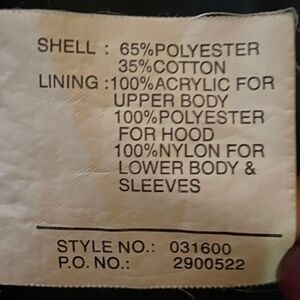 SHELL : 65%POLYESTER
35%COTTON
LINING :100%ACRYLIC FOR
UPPER BODY
100%POLYESTER
FOR HOOD
100%NYLON FOR
LOWER BODY &
SLEEVES
STYLE NO.: 031600
P.O. NO.: 2900522